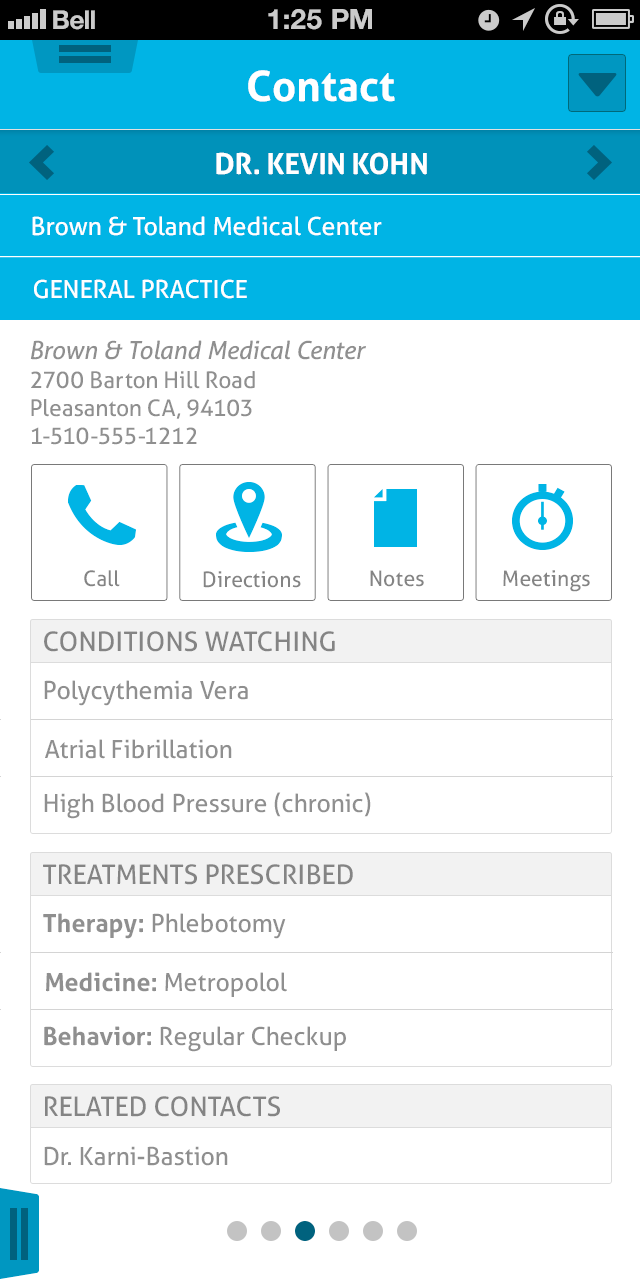 Bell 1:25 PM
Contact
DR. KEVIN KOHN
Brown & Toland Medical Center
GENERAL PRACTICE
Brown & Toland Medical Center
2700 Barton Hill Road
Pleasanton CA, 94103
1-510-555-1212
Call Directions Notes Meetings
CONDITIONS WATCHING
Polycythemia Vera
Atrial Fibrillation
High Blood Pressure (chronic)
TREATMENTS PRESCRIBED
Therapy: Phlebotomy
Medicine: Metropolol
Behavior: Regular Checkup
RELATED CONTACTS
Dr. Karni-Bastion